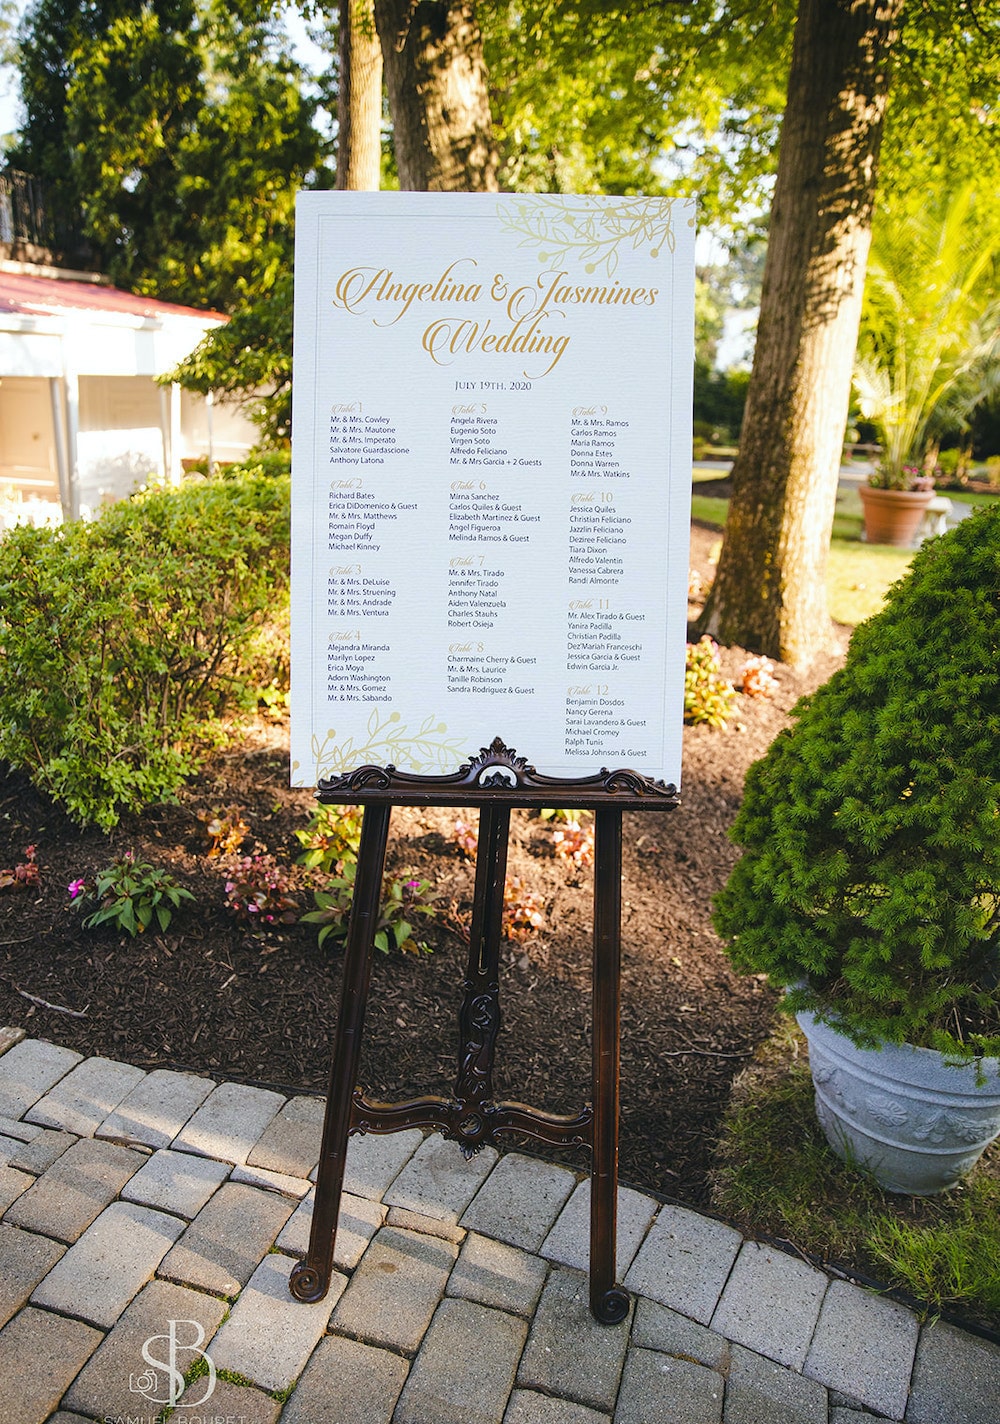 Angelina & Jasmines
Wedding
JULY 19TH, 2020
Table 1
Mr. & Mrs. Cowley
Mr. & Mrs. Mautone
Mr. & Mrs. Imperato
Salvatore Guardascione
Anthony Latona
Table 2
Richard Bates
Erica DiDomenico & Guest
Mr. & Mrs. Matthews
Romain Floyd
Megan Duffy
Michael Kinney
Table 3
Mr. & Mrs. DeLuise
Mr. & Mrs. Struening
Mr. & Mrs. Andrade
Mr. & Mrs. Ventura
Table 4
Alejandra Miranda
Marilyn Lopez
Erica Moya
Adorn Washington
Mr. & Mrs. Gomez
Mr. & Mrs. Sabando
Table 5
Angela Rivera
Eugenio Soto
Virgen Soto
Alfredo Feliciano
Mr. & Mrs Garcia + 2 Guests
Table 6
Mirna Sanchez
Carlos Quiles & Guest
Elizabeth Martinez & Guest
Angel Figueroa
Melinda Ramos & Guest
Table 7
Mr. & Mrs. Tirado
Jennifer Tirado
Anthony Natal
Aiden Valenzuela
Charles Stauhs
Robert Osieja
Table 8
Charmaine Cherry & Guest
Mr. & Mrs. Laurice
Tanille Robinson
Sandra Rodriguez & Guest
Table 9
Mr. & Mrs. Ramos
Carlos Ramos
Maria Ramos
Donna Estes
Donna Warren
Mr. & Mrs. Watkins
Table 10
Jessica Quiles
Christian Feliciano
Jazzlin Feliciano
Deziree Feliciano
Tiara Dixon
Alfredo Valentin
Vanessa Cabrera
Randi Almonte
Table 11
Mr. Alex Tirado & Guest
Yanira Padilla
Christian Padilla
Dez'Mariah Franceschi
Jessica Garcia & Guest
Edwin Garcia Jr.
Table 12
Benjamin Dosdos
Nancy Gerena
Sarai Lavandero & Guest
Michael Cromey
Ralph Tunis
Melissa Johnson & Guest
SB
SAMUEL BOURET